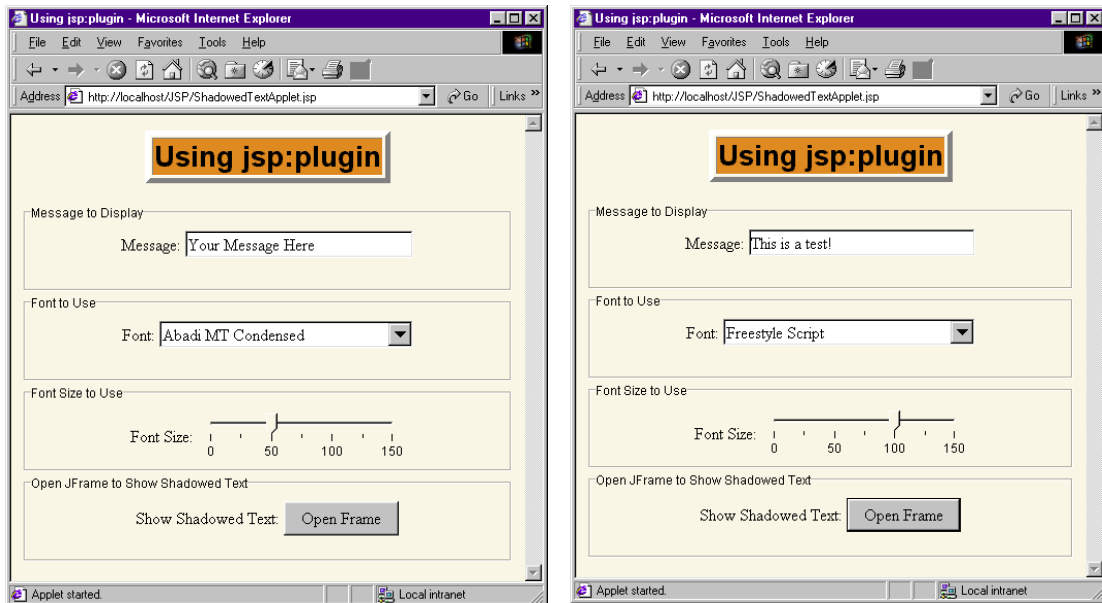 Using jsp:plugin - Microsoft Internet Explorer
File Edit View Favorites Tools Help
Address http://localhost/JSP/ShadowedTextApplet.jsp Go Links »
Using jsp:plugin
Message to Display
Message: Your Message Here
Font to Use
Font: Abadi MT Condensed
Font Size to Use
Font Size:
0 50 100 150
Open JFrame to Show Shadowed Text
Show Shadowed Text: Open Frame
Applet started. Local intranet
Using jsp:plugin - Microsoft Internet Explorer
File Edit View Favorites Tools Help
Address http://localhost/JSP/ShadowedTextApplet.jsp Go Links »
Using jsp:plugin
Message to Display
Message: This is a test!
Font to Use
Font: Freestyle Script
Font Size to Use
Font Size:
0 50 100 150
Open JFrame to Show Shadowed Text
Show Shadowed Text: Open Frame
Applet started. Local intranet